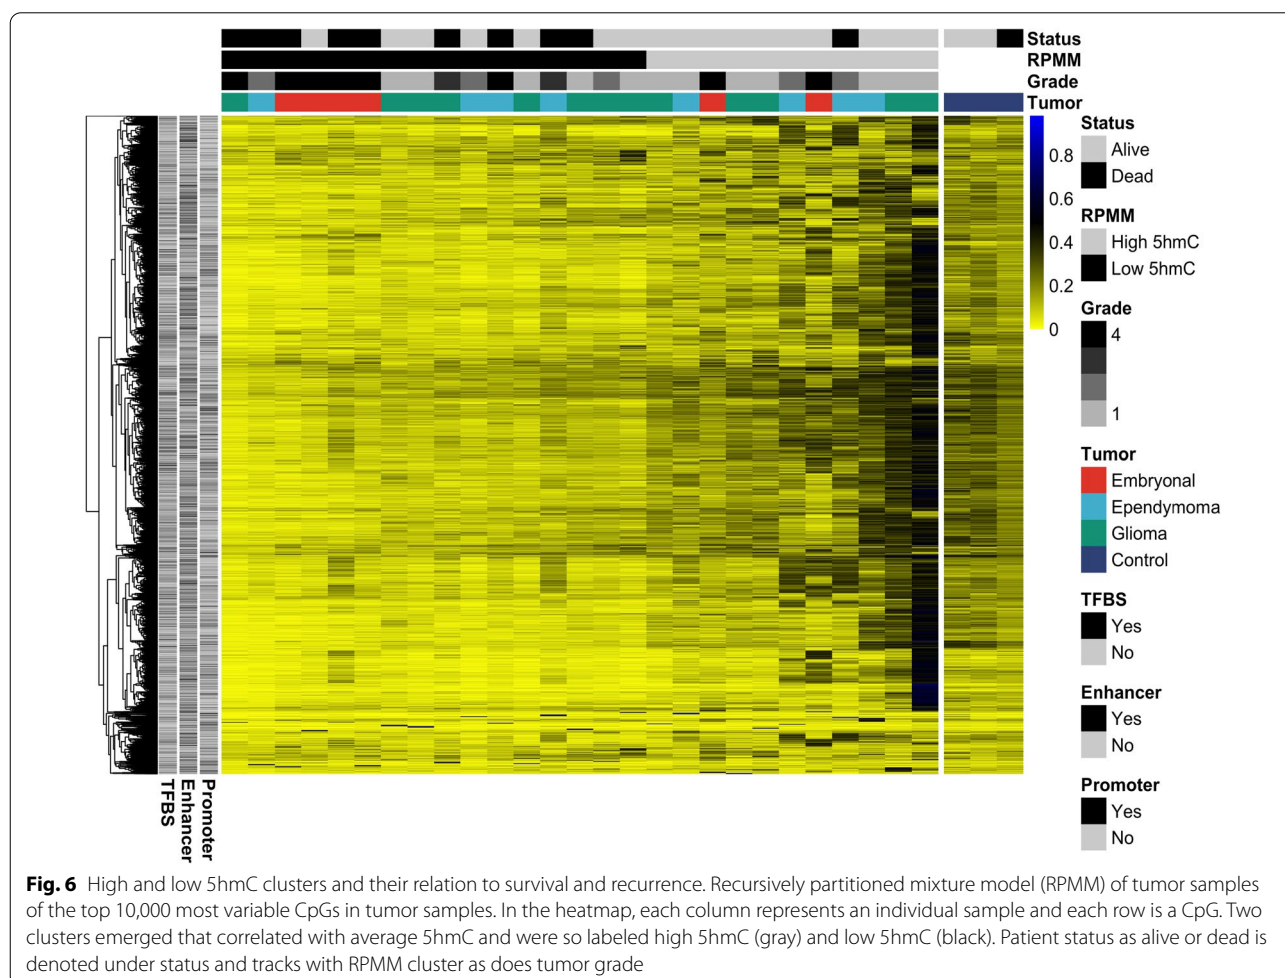 Status
RPMM
Grade
Tumor
0.8
0.6
0.4
0.2
0
Status
Alive
Dead
RPMM
High 5hmC
Low 5hmC
Grade
4
1
Tumor
Embryonal
Ependymoma
Glioma
Control
TFBS
Yes
No
Enhancer
Yes
No
Promoter
Yes
No
TFBS
Enhancer
Promoter
Fig. 6 High and low 5hmC clusters and their relation to survival and recurrence. Recursively partitioned mixture model (RPMM) of tumor samples
of the top 10,000 most variable CpGs in tumor samples. In the heatmap, each column represents an individual sample and each row is a CpG. Two
clusters emerged that correlated with average 5hmC and were so labeled high 5hmC (gray) and low 5hmC (black). Patient status as alive or dead is
denoted under status and tracks with RPMM cluster as does tumor grade